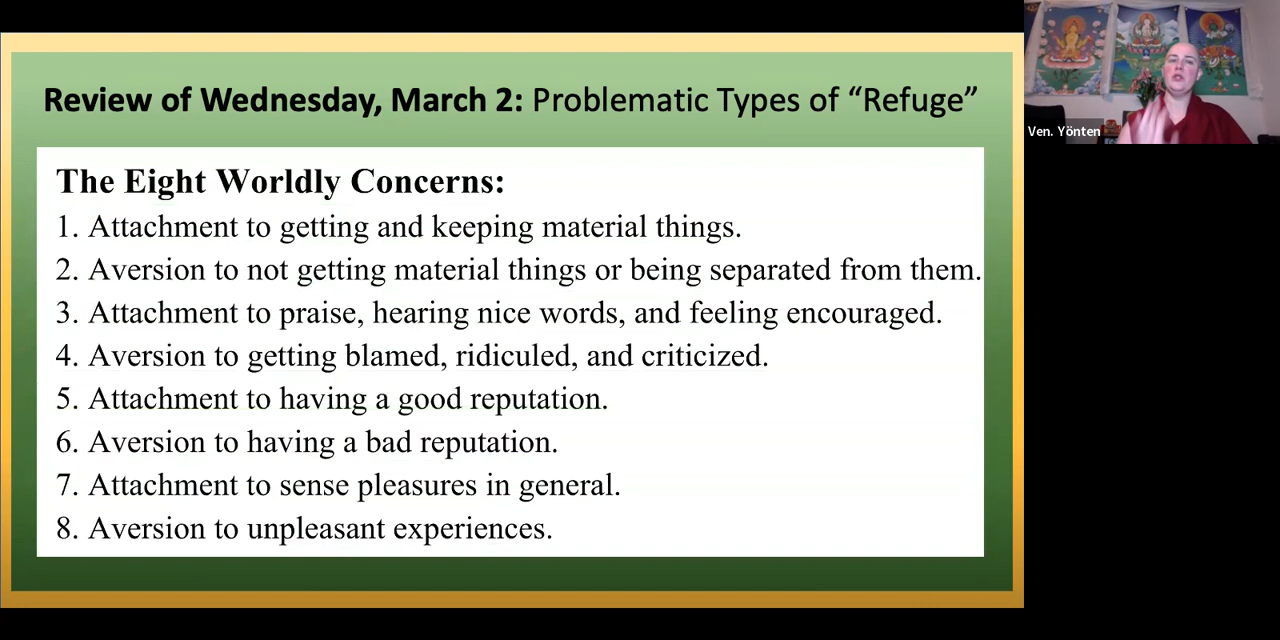 Review of Wednesday, March 2: Problematic Types of “Refuge”
The Eight Worldly Concerns:
1. Attachment to getting and keeping material things.
2. Aversion to not getting material things or being separated from them.
3. Attachment to praise, hearing nice words, and feeling encouraged.
4. Aversion to getting blamed, ridiculed, and criticized.
5. Attachment to having a good reputation.
6. Aversion to having a bad reputation.
7. Attachment to sense pleasures in general.
8. Aversion to unpleasant experiences.
Ven. Yönten